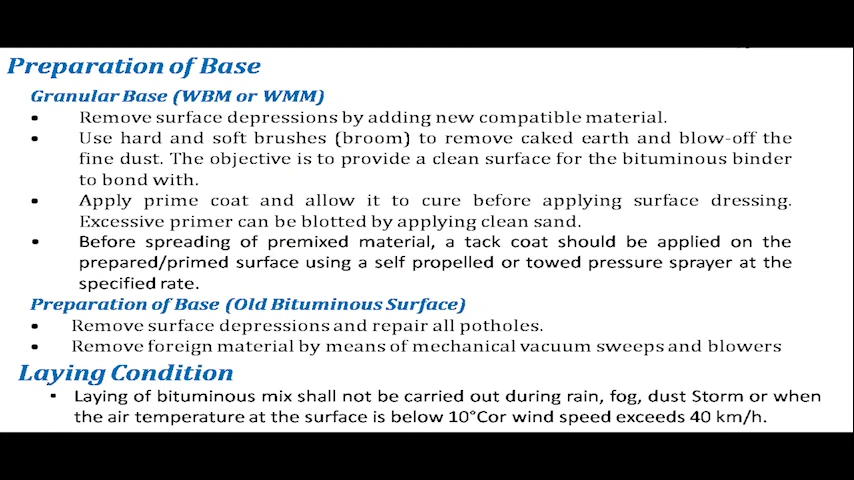 Preparation of Base
Granular Base (WBM or WMM)
• Remove surface depressions by adding new compatible material.
• Use hard and soft brushes (broom) to remove caked earth and blow-off the
fine dust. The objective is to provide a clean surface for the bituminous binder
to bond with.
• Apply prime coat and allow it to cure before applying surface dressing.
Excessive primer can be blotted by applying clean sand.
• Before spreading of premixed material, a tack coat should be applied on the
prepared/primed surface using a self propelled or towed pressure sprayer at the
specified rate.
Preparation of Base (Old Bituminous Surface)
• Remove surface depressions and repair all potholes.
• Remove foreign material by means of mechanical vacuum sweeps and blowers
Laying Condition
• Laying of bituminous mix shall not be carried out during rain, fog, dust Storm or when
the air temperature at the surface is below 10°Cor wind speed exceeds 40 km/h.